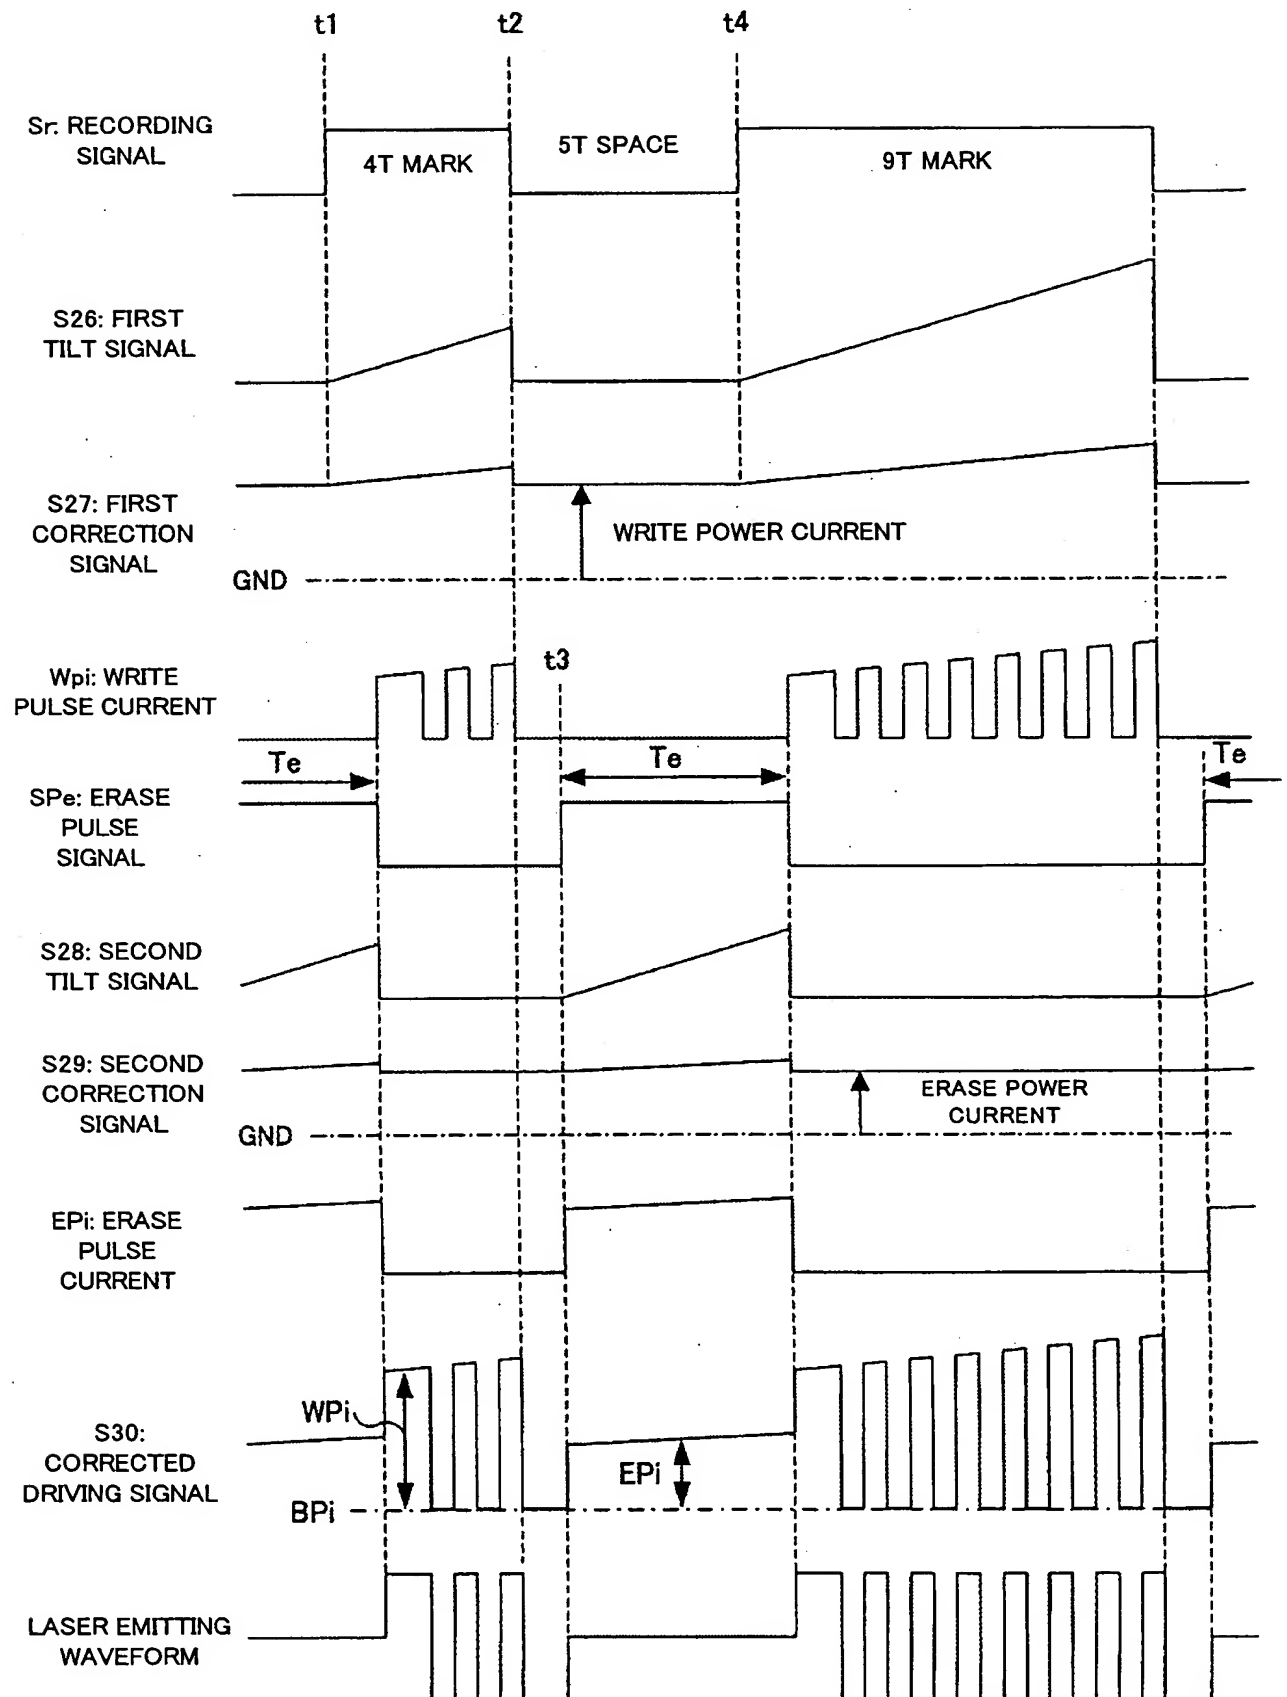 t1 t2 t4
Sr: RECORDING
SIGNAL
4T MARK
5T SPACE
9T MARK
S26: FIRST
TILT SIGNAL
S27: FIRST
CORRECTION
SIGNAL
WRITE POWER CURRENT
GND
Wpi: WRITE
PULSE CURRENT
t3
Te
Te
Te
SPe: ERASE
PULSE
SIGNAL
S28: SECOND
TILT SIGNAL
S29: SECOND
CORRECTION
SIGNAL
ERASE POWER
CURRENT
GND
EPi: ERASE
PULSE
CURRENT
WPi
S30:
CORRECTED
DRIVING SIGNAL
EPi
BPi
LASER EMITTING
WAVEFORM